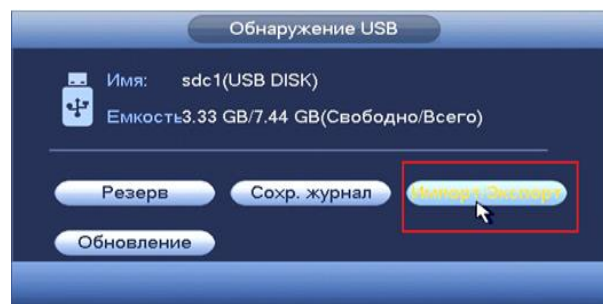 Обнаружение USB
Имя: sdc1(USB DISK)
Емкость3.33 GB/7.44 GB(Свободно/Всего)
Резерв Сохр. журнал Импорт/Экспорт
Обновление